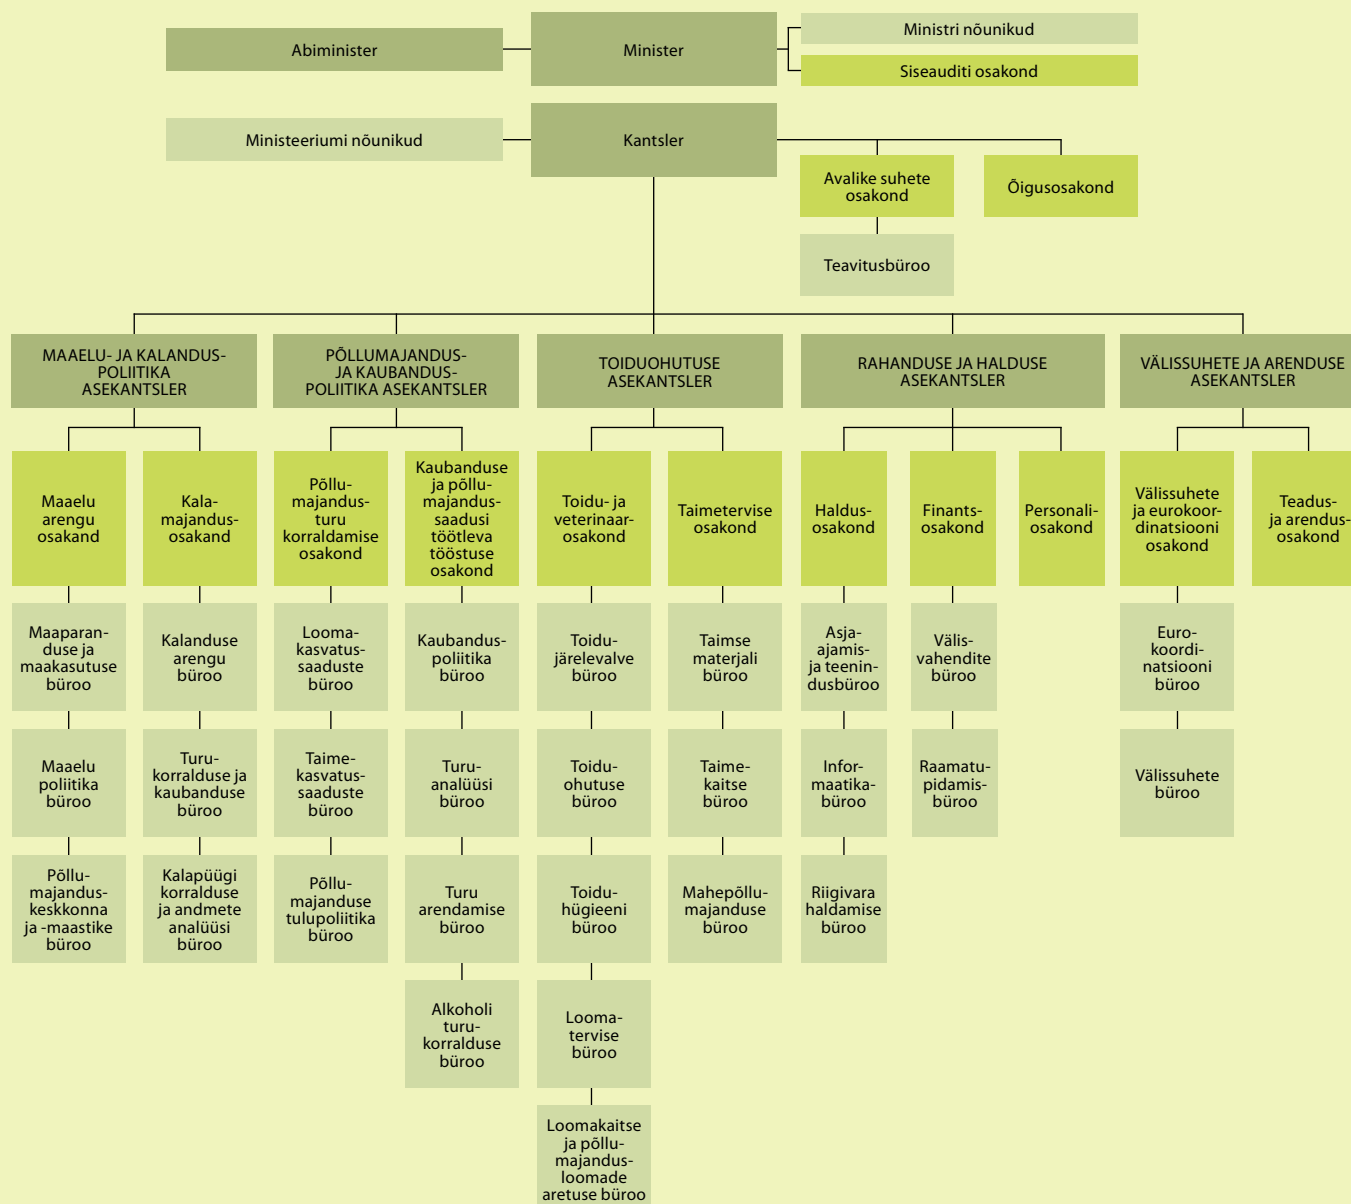 Abiminister
Minister
Ministri nõunikud
Siseauditi osakond
Ministeeriumi nõunikud
Kantsler
Avalike suhete
osakond
Õigusosakond
Teavitusbüroo
MAAELU- JA KALANDUS-
POLIITIKA
ASEKANTSLER
PÕLLUMAJANDUS-
JA KAUBANDUS-
POLIITIKA ASEKANTSLER
TOIDUOHUTUSE
ASEKANTSLER
RAHANDUSE JA HALDUSE
ASEKANTSLER
VÄLISSUHETE JA ARENDUSE
ASEKANTSLER
Maaelu
arengu
osakand
Kala-
majandus-
osakand
Põllu-
majandus-
turu
korraldamise
osakond
Kaubanduse
ja põllu-
majandus-
saadusi
töötleva
tööstuse
osakond
Toidu- ja
veterinaar-
osakond
Taimetervise
osakond
Haldus-
osakond
Finants-
osakond
Personali-
osakond
Välissuhete
ja eurokoor-
dinatsiooni
osakond
Teadus-
ja arendus-
osakond
Maaparan-
duse ja
maakasutuse
büroo
Kalanduse
arengu
büroo
Looma-
kasvatus-
saaduste
büroo
Kaubandus-
poliitika
büroo
Toidu-
järelevalve
büroo
Taimse
materjali
büroo
Asja-
ajamis-
ja teenin-
dusbüroo
Välis-
vahendite
büroo
Euro-
koordi-
natsiooni
büroo
Maaelu
poliitika
büroo
Turu-
korralduse ja
kaubanduse
büroo
Taime-
kasvatus-
saaduste
büroo
Turu-
analüüsi
büroo
Toidu-
ohutuse
büroo
Taime-
kaitse
büroo
Infor-
maatika-
büroo
Raamatu-
pidamis-
büroo
Välissuhete
büroo
Põllu-
majandus-
keskkonna
ja -maastike
büroo
Kalapüügi
korralduse
ja andmete
analüüsi
büroo
Põllu-
majanduse
tulupoliitika
büroo
Turu
arendamise
büroo
Toidu-
hügieeni
büroo
Mahepõllu-
majanduse
büroo
Riigivara
haldamise
büroo
Alkoholi
turu-
korralduse
büroo
Looma-
tervise
büroo
Loomakaitse
ja põllu-
majandus-
loomade
aretuse büroo